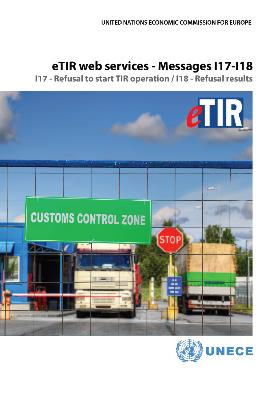 UNITED NATIONS ECONOMIC COMMISSION FOR EUROPE
eTIR web services - Messages I17-I18
I17 - Refusal to start TIR operation / I18 - Refusal results
eTIR
CUSTOMS CONTROL ZONE
STOP
UNECE